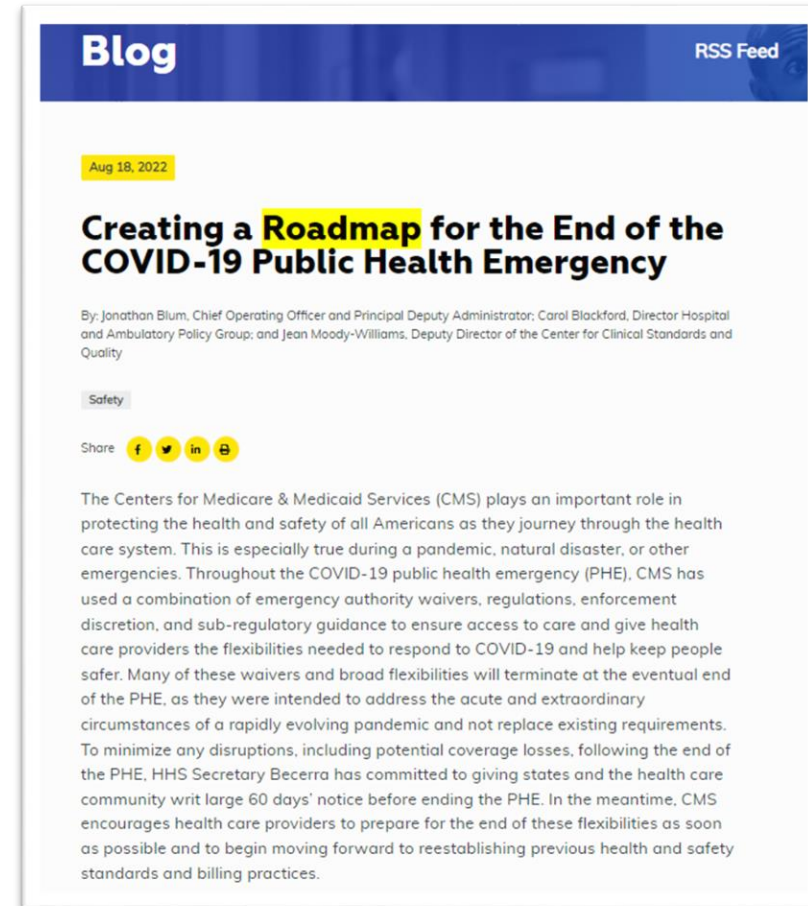 Blog
RSS Feed
Aug 18, 2022
Creating a Roadmap for the End of the
COVID-19 Public Health Emergency
By: Jonathan Blum, Chief Operating Officer and Principal Deputy Administrator; Carol Blackford, Director Hospital
and Ambulatory Policy Group; and Jean Moody-Williams, Deputy Director of the Center for Clinical Standards and
Quality
Safety
Share
The Centers for Medicare & Medicaid Services (CMS) plays an important role in
protecting the health and safety of all Americans as they journey through the health
care system. This is especially true during a pandemic, natural disaster, or other
emergencies. Throughout the COVID-19 public health emergency (PHE), CMS has
used a combination of emergency authority waivers, regulations, enforcement
discretion, and sub-regulatory guidance to ensure access to care and give health
care providers the flexibilities needed to respond to COVID-19 and help keep people
safer. Many of these waivers and broad flexibilities will terminate at the eventual end
of the PHE, as they were intended to address the acute and extraordinary
circumstances of a rapidly evolving pandemic and not replace existing requirements.
To minimize any disruptions, including potential coverage losses, following the end of
the PHE, HHS Secretary Becerra has committed to giving states and the health care
community writ large 60 days' notice before ending the PHE. In the meantime, CMS
encourages health care providers to prepare for the end of these flexibilities as soon
as possible and to begin moving forward to reestablishing previous health and safety
standards and billing practices.